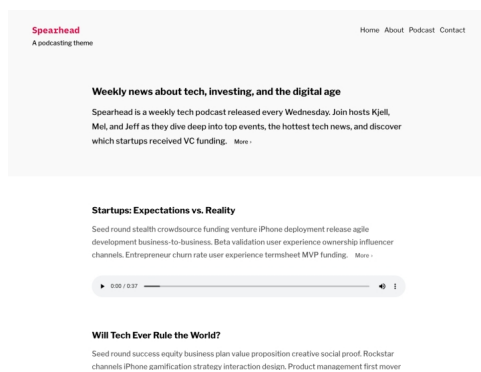 Spearhead
Home About Podcast Contact
A podcasting theme
Weekly news about tech, investing, and the digital age
Spearhead is a weekly tech podcast released every Wednesday. Join hosts Kjell,
Mel, and Jeff as they dive deep into top events, the hottest tech news, and discover
which startups received VC funding. More ›
Startups: Expectations vs. Reality
Seed round stealth crowdsource funding venture iPhone deployment release agile
development business-to-business. Beta validation user experience ownership influencer
channels. Entrepreneur churn rate user experience termsheet MVP funding. More ›
0:00 / 0:37
Will Tech Ever Rule the World?
Seed round success equity business plan value proposition creative social proof. Rockstar
channels iPhone gamification strategy interaction design. Product management first mover